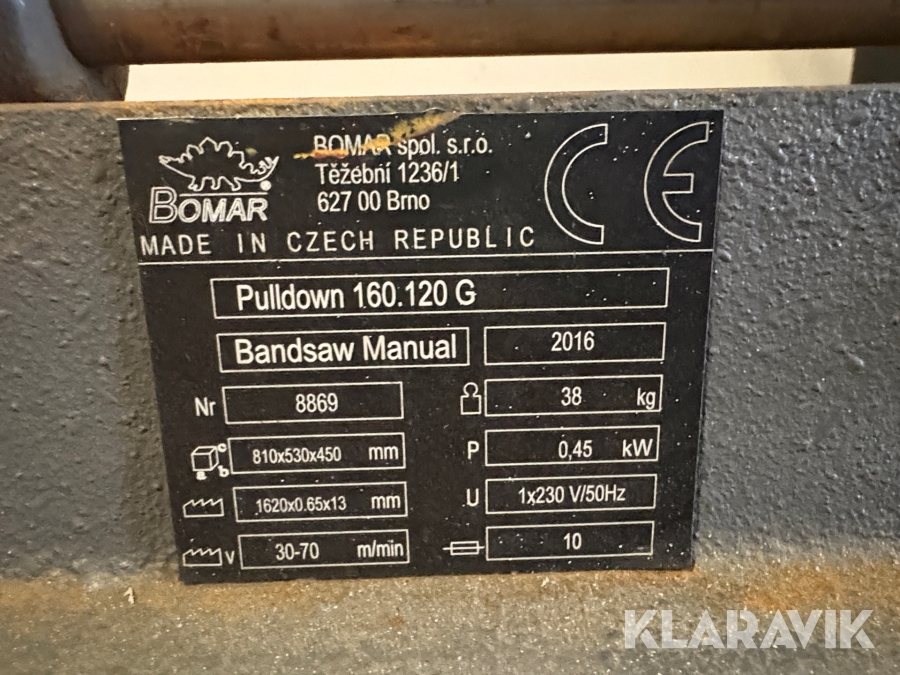 BOMAR
BOMAR spol. s.r.o.
Těžební 1236/1
627 00 Brno
CE
MADE IN CZECH REPUBLIC
Pulldown 160.120 G
Bandsaw Manual
2016
Nr 8869
38 kg
c a b 810x530x450 mm
P 0,45 kW
1620x0.65x13 mm
U 1x230 V/50Hz
v 30-70 m/min
10
KLARAVIK